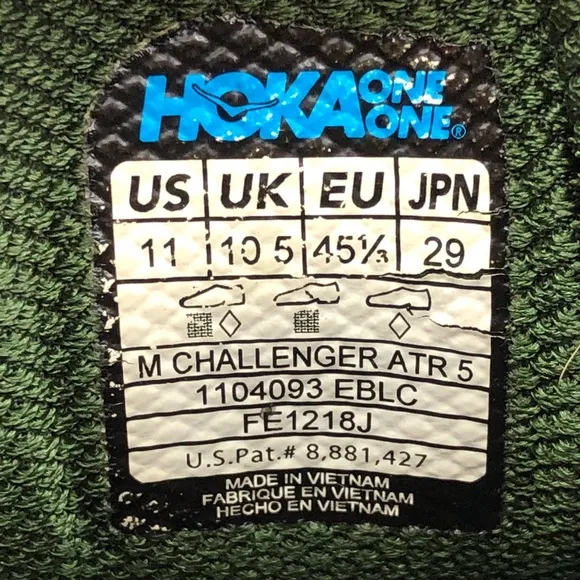 HOKA ONE ONE®
US UK EU JPN
11 10 5 45⅓ 29
M CHALLENGER ATR 5
1104093 EBLC
FE1218J
U.S.Pat.# 8,881,427
MADE IN VIETNAM
FABRIQUE EN VIETNAM
HECHO EN VIETNAM